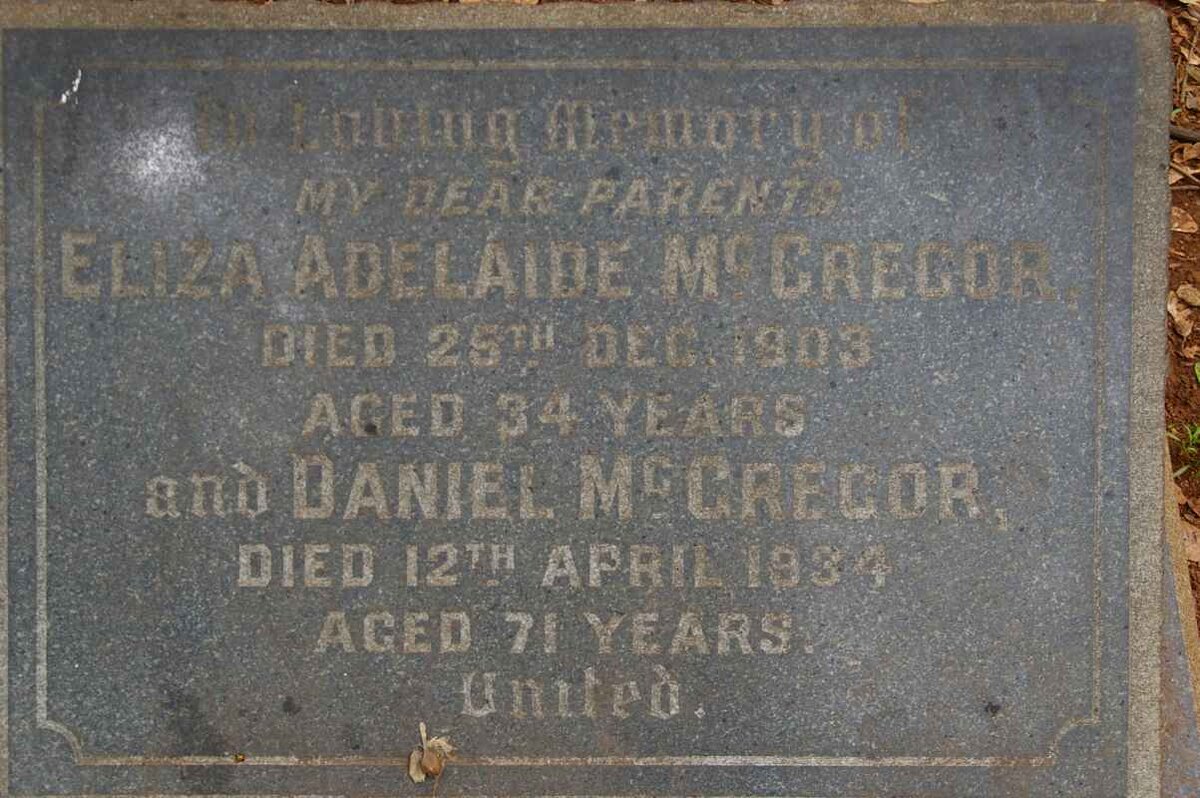 In Loving Memory of
MY DEAR PARENTS
ELIZA ADELAIDE McGREGOR,
DIED 25TH DEC. 1903
AGED 34 YEARS
and DANIEL McGREGOR,
DIED 12TH APRIL 1934
AGED 71 YEARS.
United.